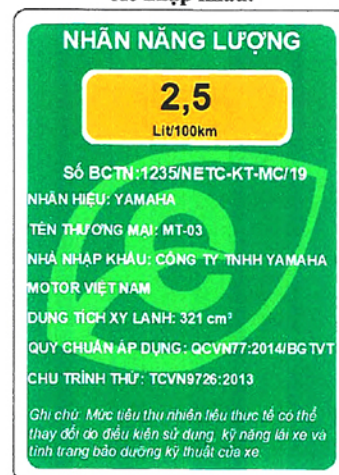 NHÃN NĂNG LƯỢNG
2,5
Lít/100km
Số BCTN:1235/NETC-KT-MC/19
NHÃN HIỆU: YAMAHA
TÊN THƯƠNG MẠI: MT-03
NHÀ NHẬP KHẨU: CÔNG TY TNHH YAMAHA
MOTOR VIỆT NAM
DUNG TÍCH XY LANH: 321 cm³
QUY CHUẨN ÁP DỤNG: QCVN77:2014/BGTVT
CHU TRÌNH THỬ: TCVN9726:2013
Ghi chú: Mức tiêu thụ nhiên liệu thực tế có thể
thay đổi do điều kiện sử dụng, kỹ năng lái xe và
tình trạng bảo dưỡng kỹ thuật của xe.